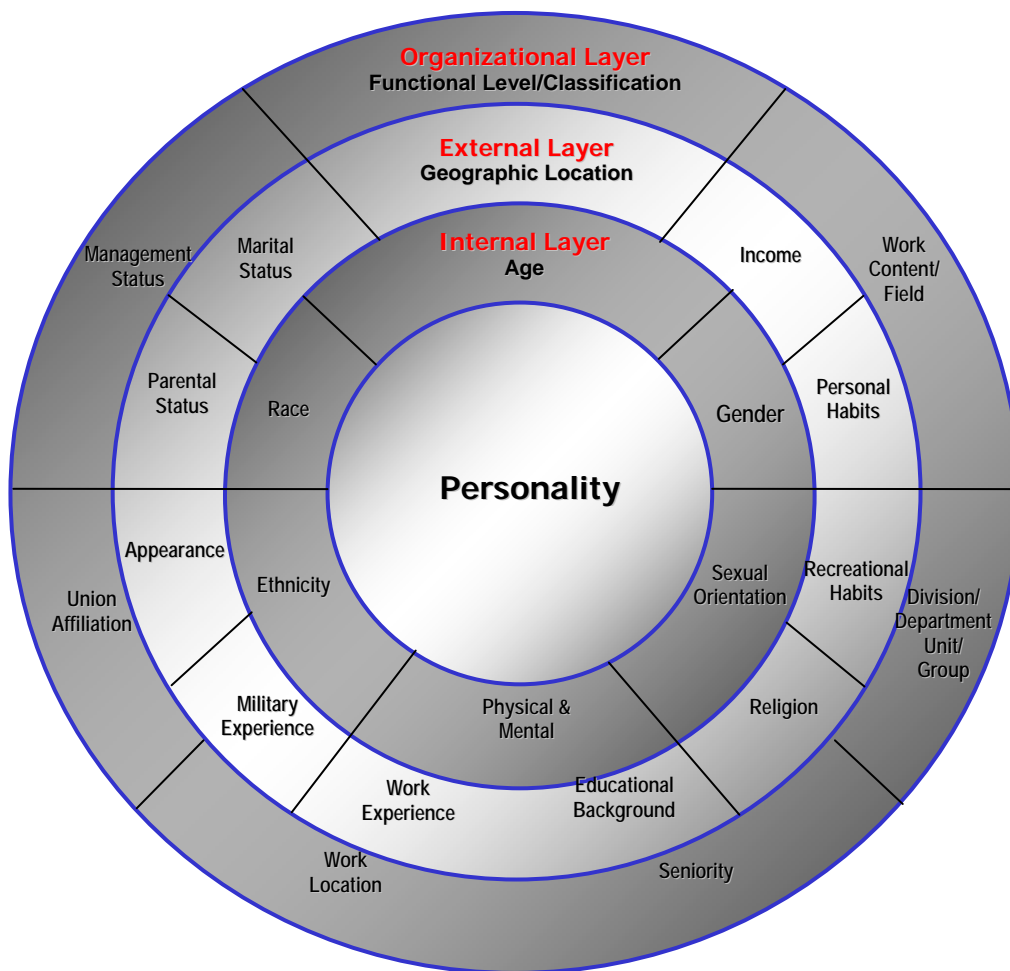 Organizational Layer
Functional Level/Classification
External Layer
Geographic Location
Internal Layer
Age
Personality
Gender
Sexual
Orientation
Physical &
Mental
Ethnicity
Race
Income
Personal
Habits
Recreational
Habits
Religion
Educational
Background
Work
Experience
Military
Experience
Appearance
Parental
Status
Marital
Status
Work
Content/
Field
Division/
Department
Unit/
Group
Seniority
Work
Location
Union
Affiliation
Management
Status